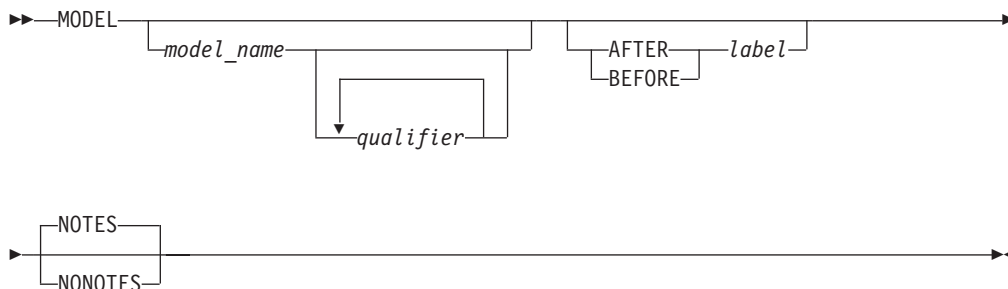 MODEL
model_name AFTER label
BEFORE
qualifier
NOTES
NONOTES